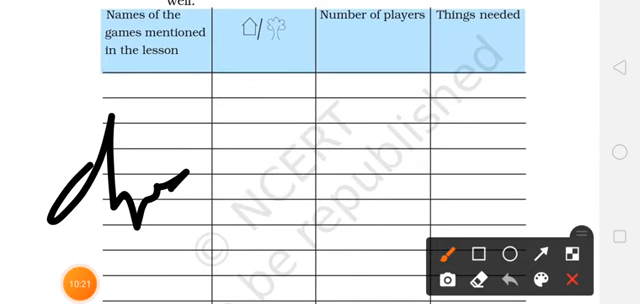 well.
Names of the
games mentioned
in the lesson
/
Number of players
Things needed
© NCERT
be republished
10:21